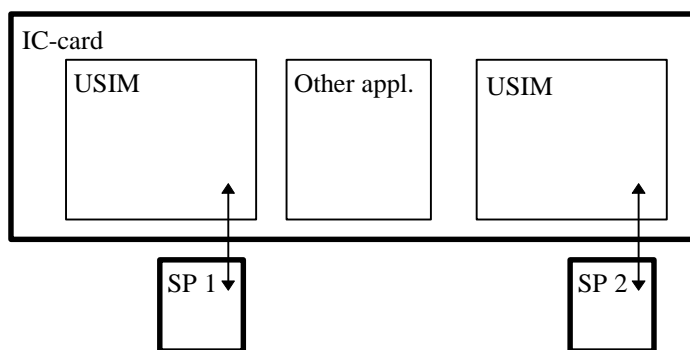 IC-card
USIM
Other appl.
USIM
SP 1
SP 2